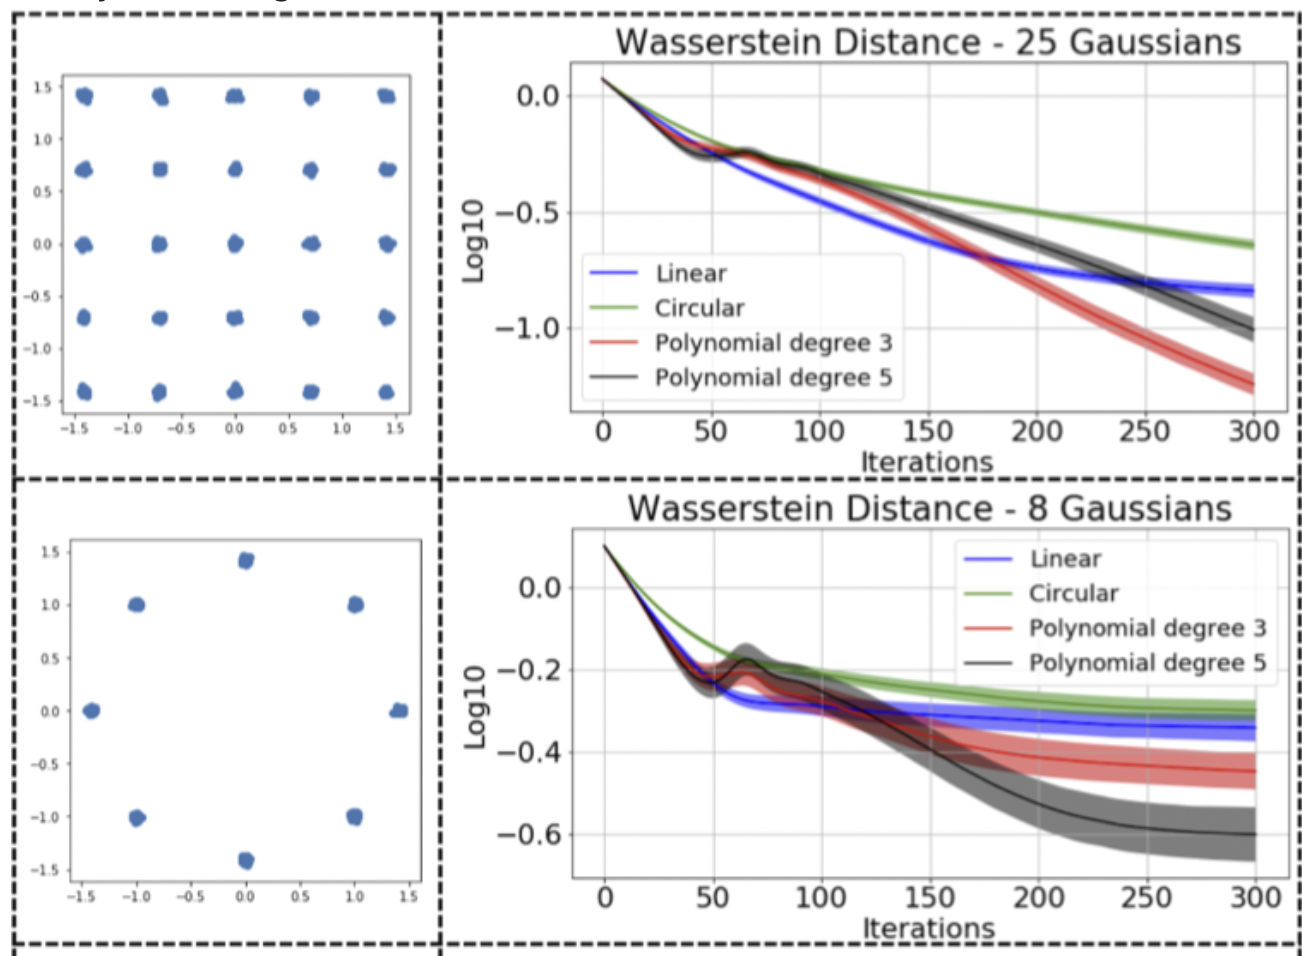 Wasserstein Distance - 25 Gaussians
1.5
1.0
0.5
0.0
−0.5
−1.0
−1.5
−1.5 −1.0 −0.5 0.0 0.5 1.0 1.5
Log10
0.0
−0.5
−1.0
Linear
Circular
Polynomial degree 3
Polynomial degree 5
0 50 100 150 200 250 300
Iterations
Wasserstein Distance - 8 Gaussians
1.5
1.0
0.5
0.0
−0.5
−1.0
−1.5
−1.5 −1.0 −0.5 0.0 0.5 1.0 1.5
Log10
0.0
−0.2
−0.4
−0.6
Linear
Circular
Polynomial degree 3
Polynomial degree 5
0 50 100 150 200 250 300
Iterations